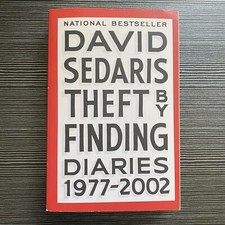 NATIONAL BESTSELLER
DAVID
SEDARIS
THEFT BY
FINDING
DIARIES
1977–2002